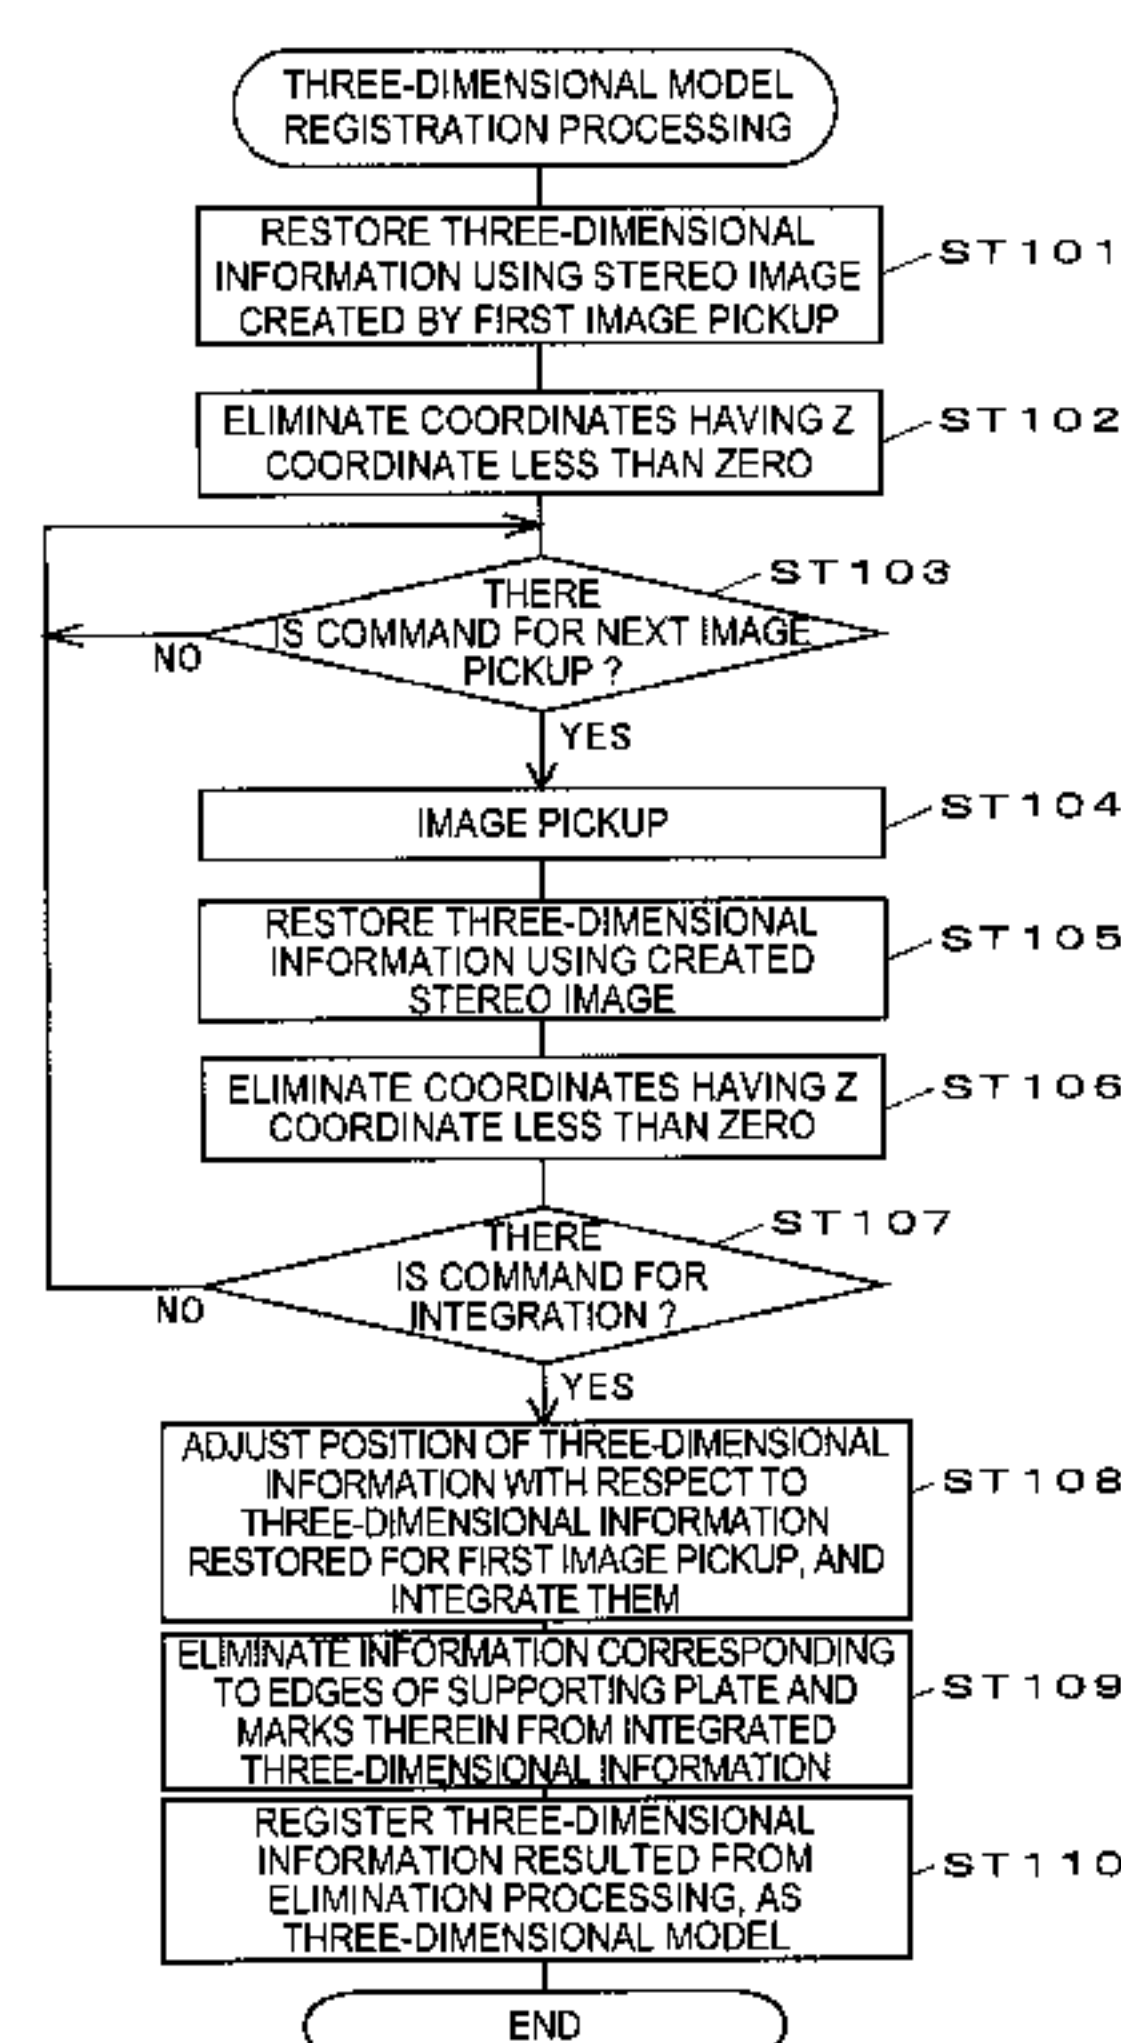 THREE-DIMENSIONAL MODEL
REGISTRATION PROCESSING
RESTORE THREE-DIMENSIONAL
INFORMATION USING STEREO IMAGE
CREATED BY FIRST IMAGE PICKUP
ST101
ELIMINATE COORDINATES HAVING Z
COORDINATE LESS THAN ZERO
ST102
THERE
IS COMMAND FOR NEXT IMAGE
PICKUP ?
ST103
NO
YES
IMAGE PICKUP
ST104
RESTORE THREE-DIMENSIONAL
INFORMATION USING CREATED
STEREO IMAGE
ST105
ELIMINATE COORDINATES HAVING Z
COORDINATE LESS THAN ZERO
ST106
THERE
IS COMMAND FOR
INTEGRATION ?
ST107
NO
YES
ADJUST POSITION OF THREE-DIMENSIONAL
INFORMATION WITH RESPECT TO
THREE-DIMENSIONAL INFORMATION
RESTORED FOR FIRST IMAGE PICKUP, AND
INTEGRATE THEM
ST108
ELIMINATE INFORMATION CORRESPONDING
TO EDGES OF SUPPORTING PLATE AND
MARKS THEREIN FROM INTEGRATED
THREE-DIMENSIONAL INFORMATION
ST109
REGISTER THREE-DIMENSIONAL
INFORMATION RESULTED FROM
ELIMINATION PROCESSING, AS
THREE-DIMENSIONAL MODEL
ST110
END